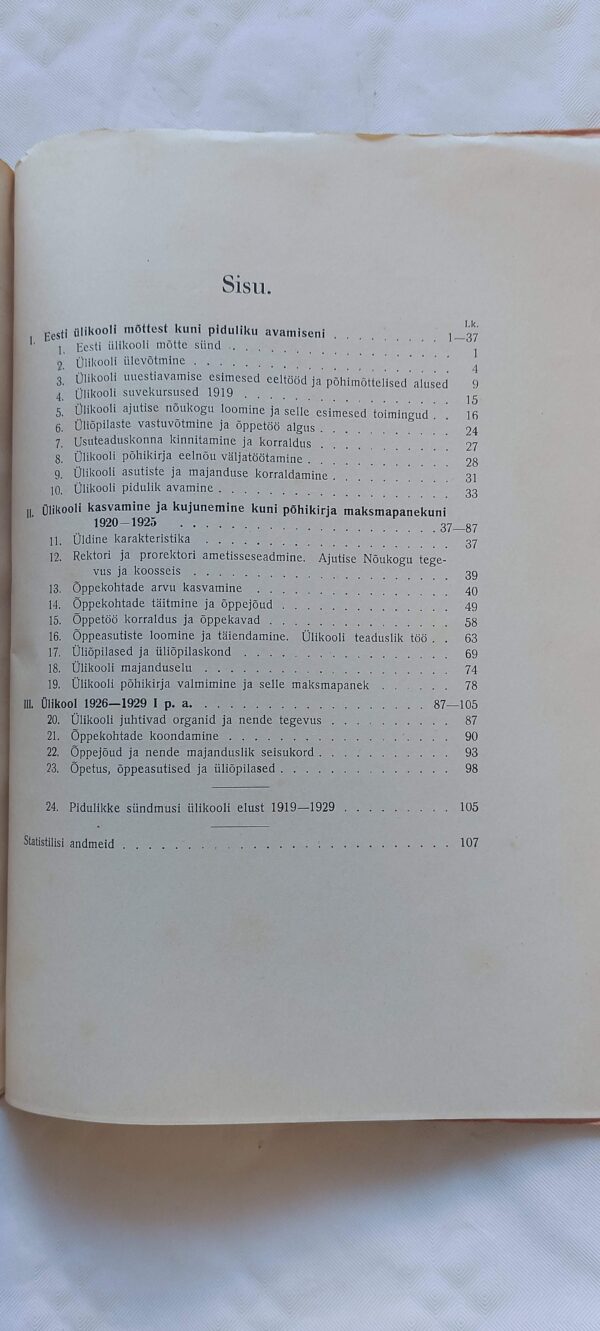 Sisu.
Lk.
I. Eesti ülikooli mõttest kuni piduliku avamiseni . . . . . . . . 1—37
1. Eesti ülikooli mõtte sünd . . . . . . . . . . . . . . . . 1
2. Ülikooli ülevõtmine . . . . . . . . . . . . . . . . . . . 4
3. Ülikooli uuestiavamise esimesed eeltööd ja põhimõttelised alused 9
4. Ülikooli suvekursused 1919 . . . . . . . . . . . . . . . 15
5. Ülikooli ajutise nõukogu loomine ja selle esimesed toimingud . . 16
6. Üliõpilaste vastuvõtmine ja õppetöö algus . . . . . . . . . . 24
7. Usuteaduskonna kinnitamine ja korraldus . . . . . . . . . . 27
8. Ülikooli põhikirja eelnõu väljatöötamine . . . . . . . . . . . 28
9. Ülikooli asutiste ja majanduse korraldamine . . . . . . . . . 31
10. Ülikooli pidulik avamine . . . . . . . . . . . . . . . . . 33
II. Ülikooli kasvamine ja kujunemine kuni põhikirja maksmapanekuni
1920—1925 . . . . . . . . . . . . . . . . . . . 37—87
11. Üldine karakteristika . . . . . . . . . . . . . . . . . . . 37
12. Rektori ja prorektori ametisseseadmine. Ajutise Nõukogu tege-
vus ja koosseis . . . . . . . . . . . . . . . . . . . 39
13. Õppekohtade arvu kasvamine . . . . . . . . . . . . . . . 40
14. Õppekohtade täitmine ja õppejõud . . . . . . . . . . . . . 49
15. Õppetöö korraldus ja õppekavad . . . . . . . . . . . . . . 58
16. Õppeasutiste loomine ja täiendamine. Ülikooli teaduslik töö . . 63
17. Üliõpilased ja üliõpilaskond . . . . . . . . . . . . . . . . 69
18. Ülikooli majanduselu . . . . . . . . . . . . . . . . . . . 74
19. Ülikooli põhikirja valmimine ja selle maksmapanek . . . . . . 78
III. Ülikool 1926—1929 I p. a. . . . . . . . . . . . . . . . . . 87—105
20. Ülikooli juhtivad organid ja nende tegevus . . . . . . . . . . 87
21. Õppekohtade koondamine . . . . . . . . . . . . . . . . . 90
22. Õppejõud ja nende majanduslik seisukord . . . . . . . . . . 93
23. Õpetus, õppeasutised ja üliõpilased . . . . . . . . . . . . . 98
24. Pidulikke sündmusi ülikooli elust 1919—1929 . . . . . . . . . 105
Statistilisi andmeid . . . . . . . . . . . . . . . . . . . . . . . . 107